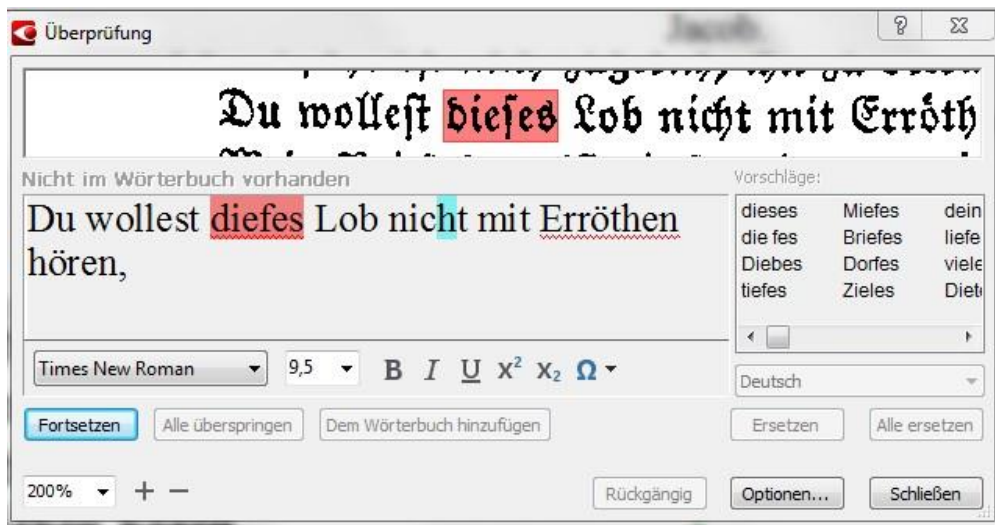 Jacob.
Überprüfung
Du wolleſt dieſes Lob nicht mit Erröth
Nicht im Wörterbuch vorhanden
Vorschläge:
Du wollest diefes Lob nicht mit Erröthen
hören,
dieses Miefes dein
die fes Briefes liefe
Diebes Dorfes viele
tiefes Zieles Diet
Times New Roman 9,5 B I U X² X₂ Ω
Deutsch
Fortsetzen Alle überspringen Dem Wörterbuch hinzufügen Ersetzen Alle ersetzen
200% + − Rückgängig Optionen... Schließen